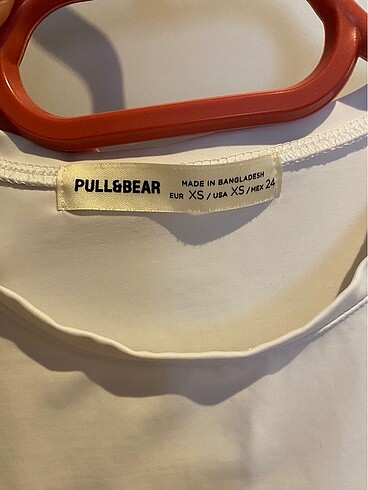 PULL&BEAR
MADE IN BANGLADESH
EUR XS / USA XS / MEX 24